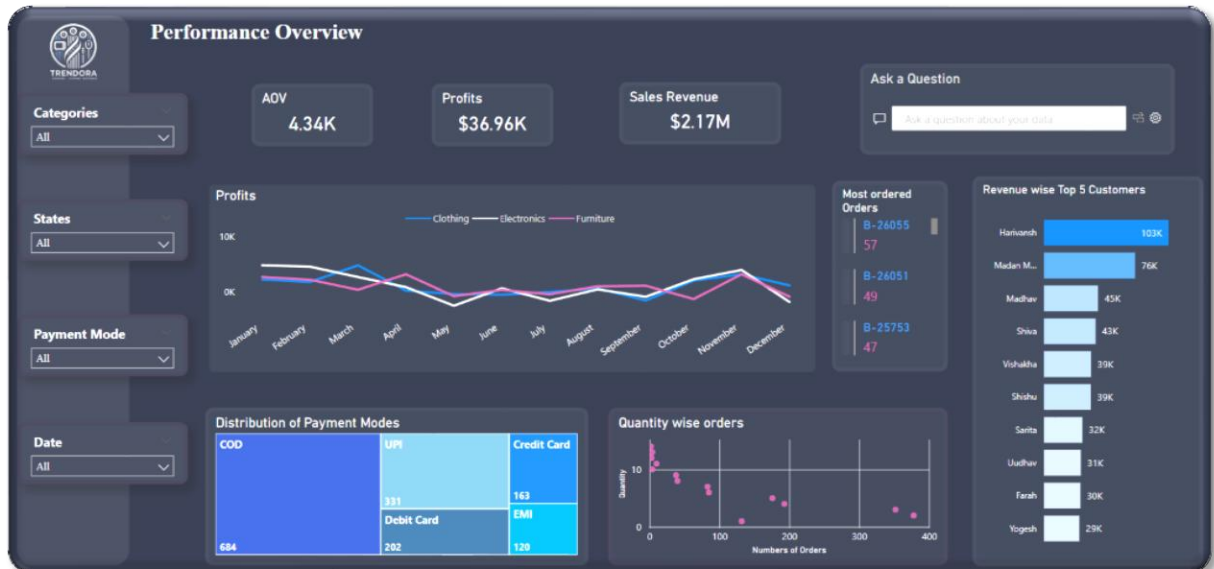 Performance Overview
TRENDORA
Categories
All
States
All
Payment Mode
All
Date
All
AOV
4.34K
Profits
$36.96K
Sales Revenue
$2.17M
Ask a Question
Ask a question about your data
Profits
Clothing Electronics Furniture
10K
0K
January February March April May June July August September October November December
Most ordered
Orders
B-26055
57
B-26051
49
B-25753
47
Revenue wise Top 5 Customers
Harivansh 103K
Madan M... 76K
Madhav 45K
Shiva 43K
Vishakha 39K
Shishu 39K
Sarita 32K
Uudhav 31K
Farah 30K
Yogesh 29K
Distribution of Payment Modes
COD
684
UPI
331
Debit Card
202
Credit Card
163
EMI
120
Quantity wise orders
Quantity
10
0
0 100 200 300 400
Numbers of Orders